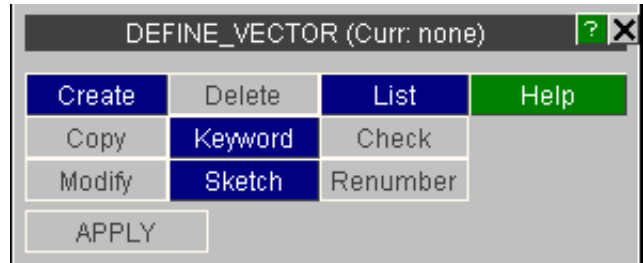 DEFINE_VECTOR (Curr: none) ? X
Create Delete List Help
Copy Keyword Check
Modify Sketch Renumber
APPLY